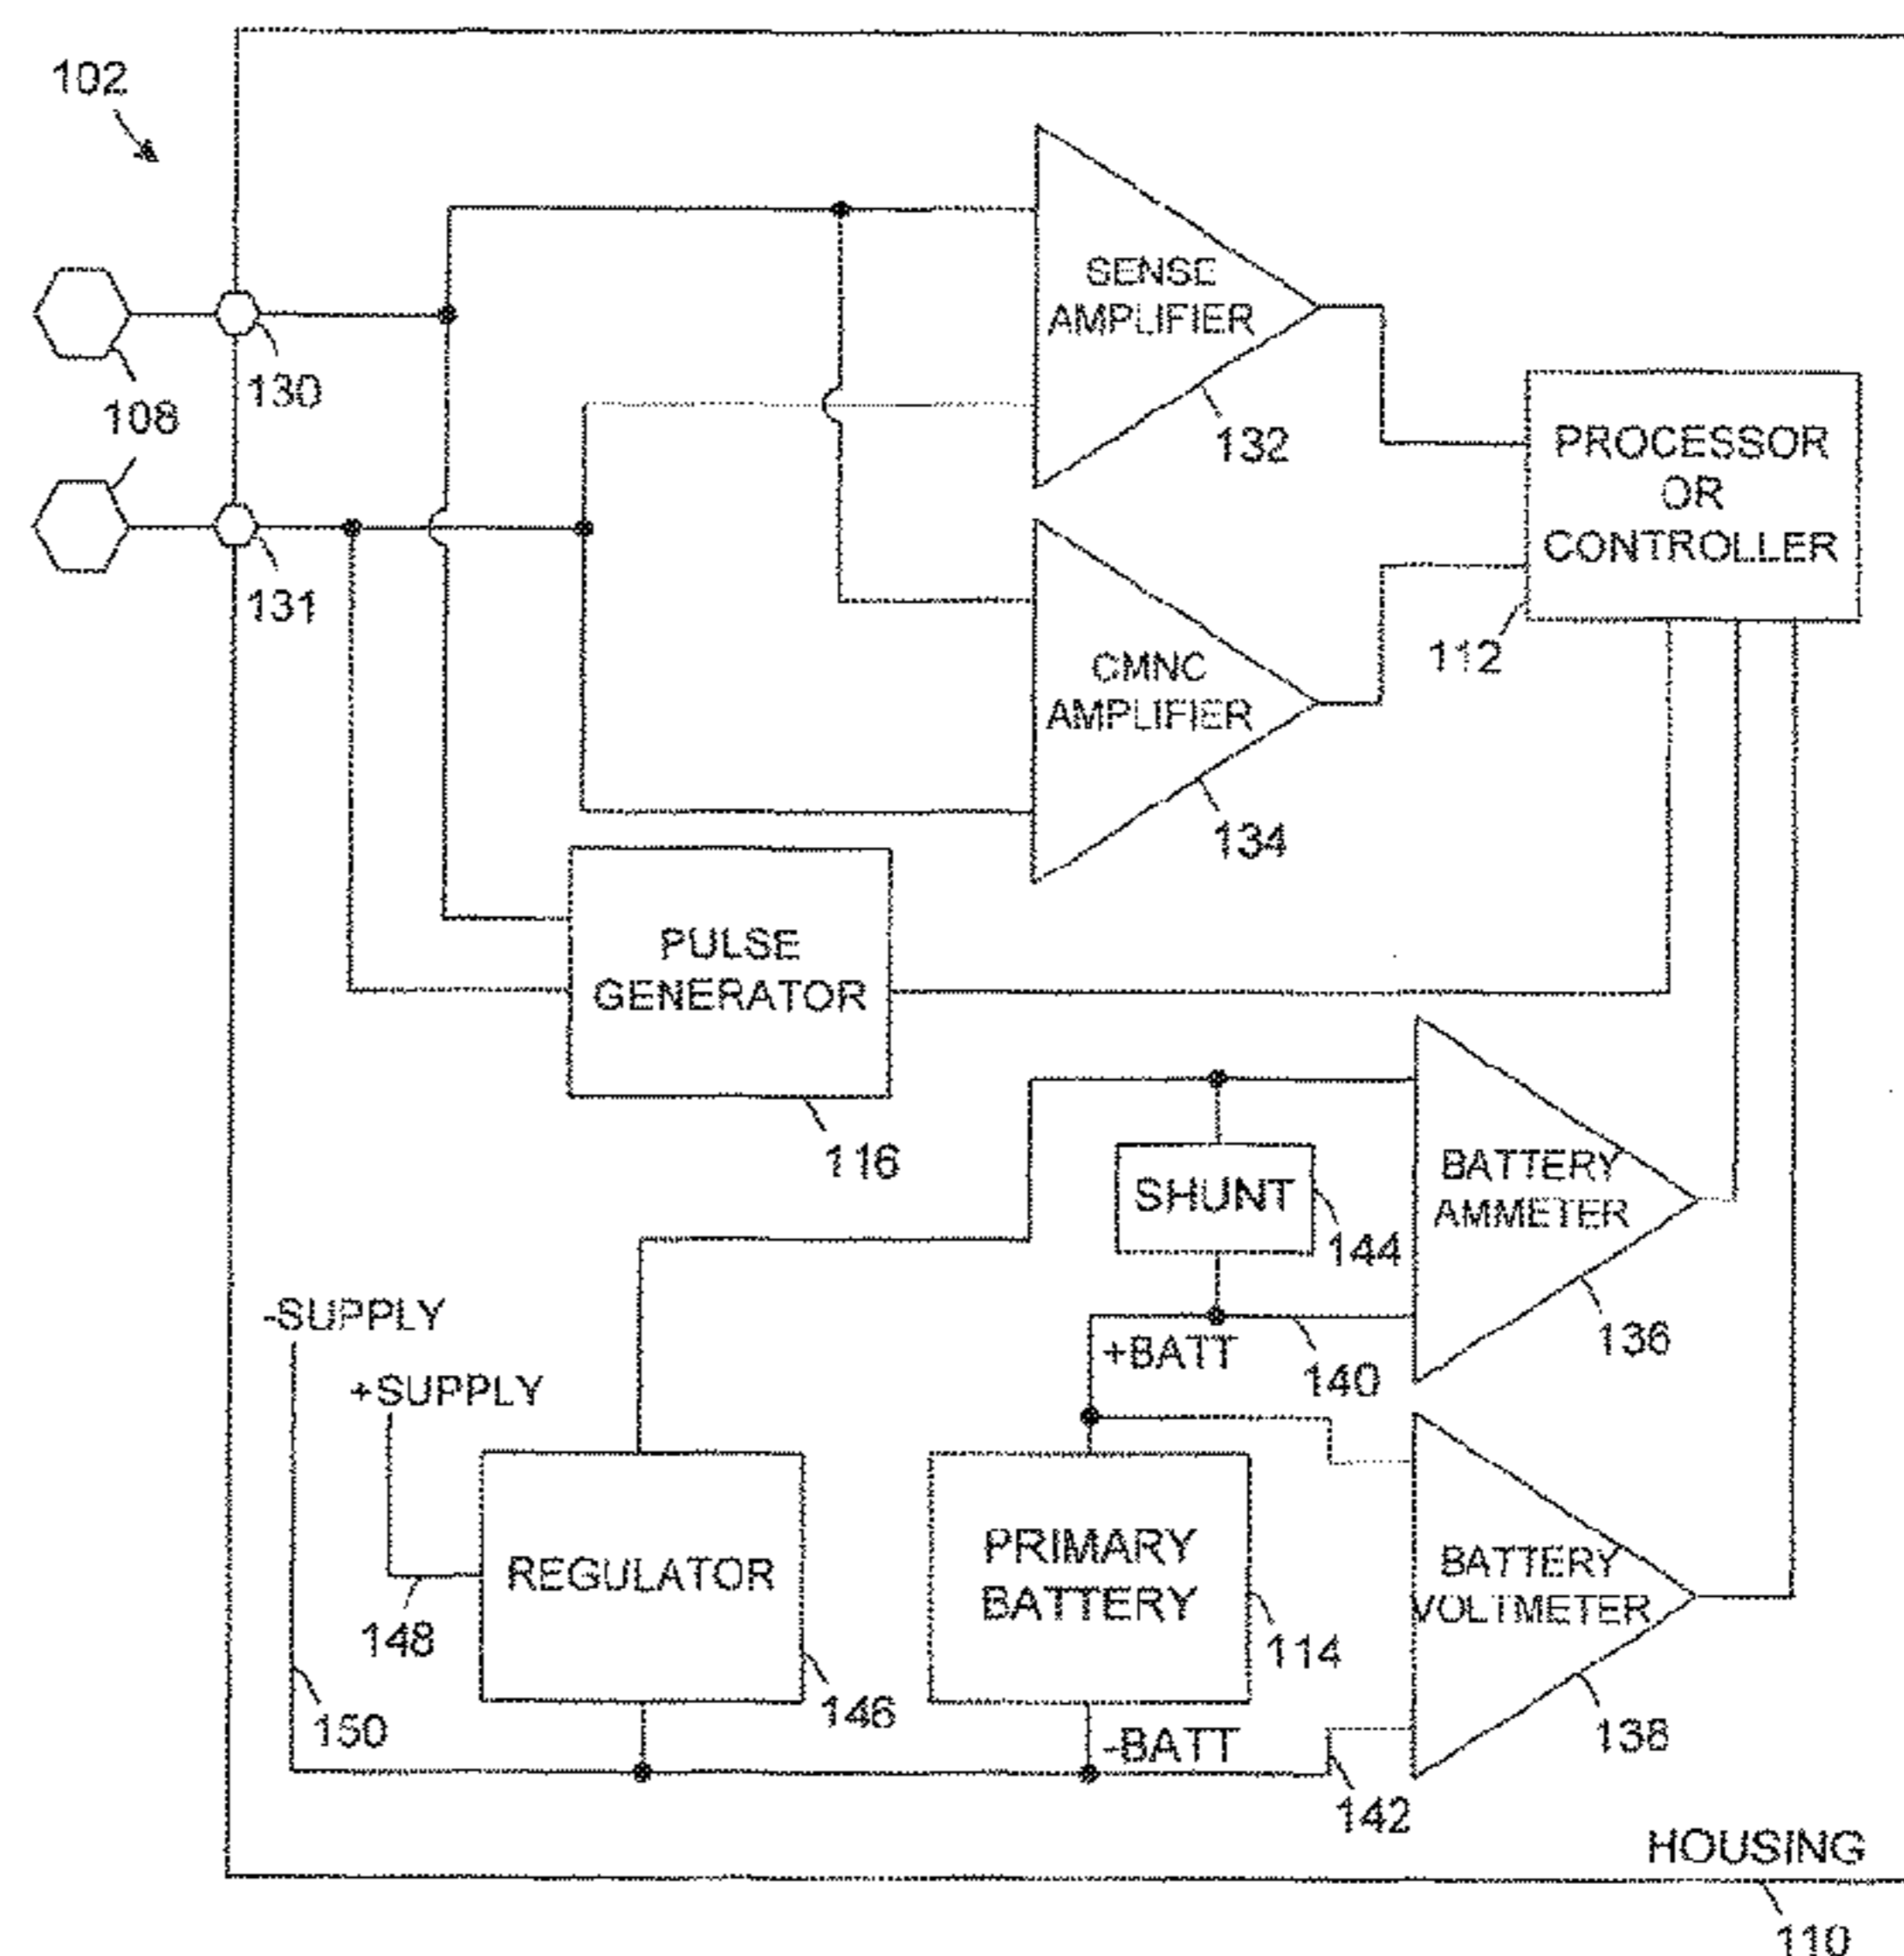 102
130
108
131
SENSE
AMPLIFIER
132
PROCESSOR
OR
CONTROLLER
112
CMNC
AMPLIFIER
134
PULSE
GENERATOR
116
SHUNT
144
BATTERY
AMMETER
136
-SUPPLY
+SUPPLY
+BATT
140
REGULATOR
148
146
150
PRIMARY
BATTERY
114
BATTERY
VOLTMETER
138
-BATT
142
HOUSING
110